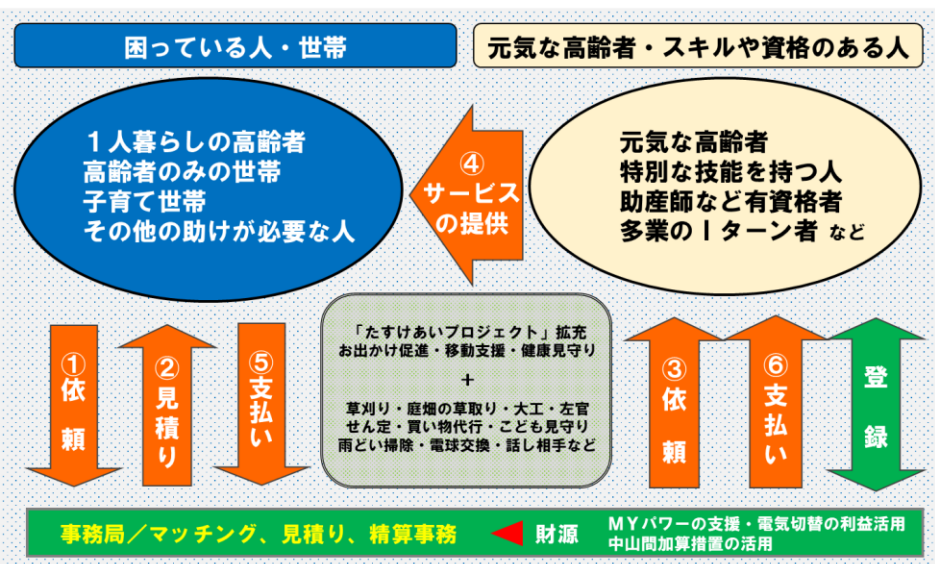 困っている人・世帯
元気な高齢者・スキルや資格のある人
１人暮らしの高齢者
高齢者のみの世帯
子育て世帯
その他の助けが必要な人
④
サービス
の提供
元気な高齢者
特別な技能を持つ人
助産師など有資格者
多業のＩターン者 など
①依頼
②見積り
⑤支払い
「たすけあいプロジェクト」拡充
お出かけ促進・移動支援・健康見守り
+
草刈り・庭畑の草取り・大工・左官
せん定・買い物代行・こども見守り
雨どい掃除・電球交換・話し相手など
③依頼
⑥支払い
登録
事務局／マッチング、見積り、精算事務
財源
ＭＹパワーの支援・電気切替の利益活用
中山間加算措置の活用